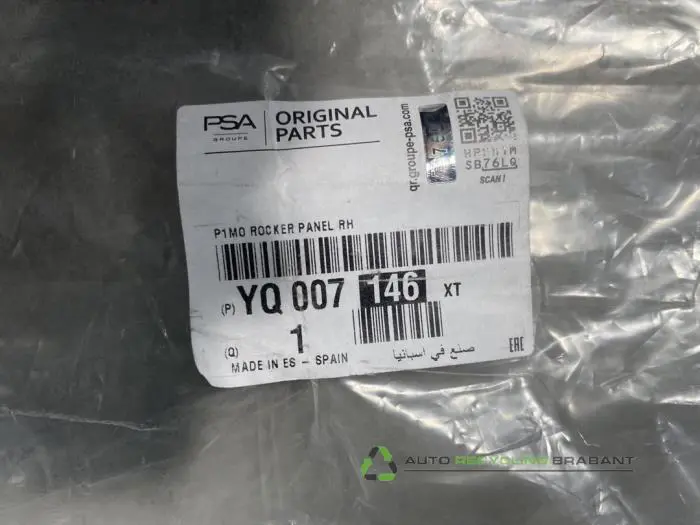 PSA
GROUPE
ORIGINAL
PARTS
qr.groupe-psa.com
SB76LQ
SCAN!
P1MO ROCKER PANEL RH
(P) YQ 007 146 XT
(Q) 1
MADE IN ES - SPAIN
صنع في اسبانيا
EAC
AUTO RECYCLING BRABANT